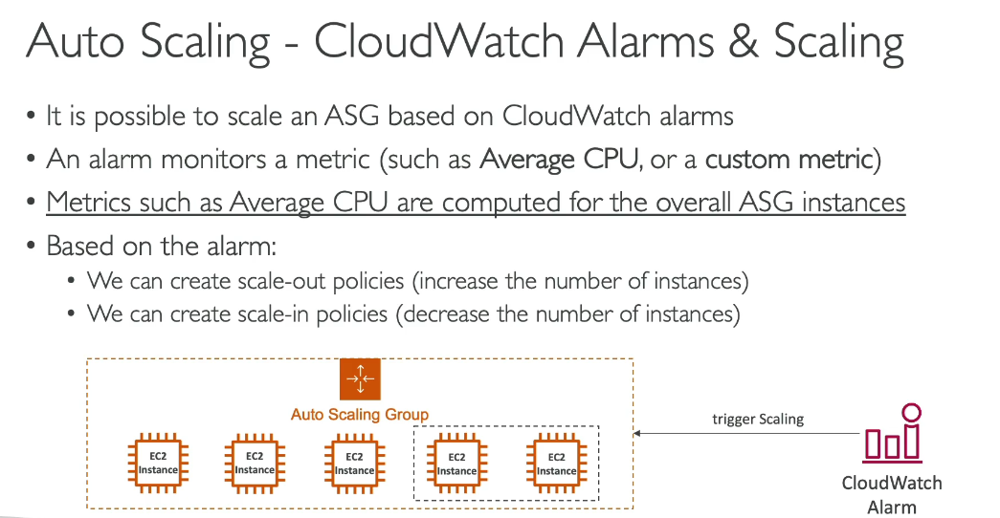 Auto Scaling - CloudWatch Alarms & Scaling
• It is possible to scale an ASG based on CloudWatch alarms
• An alarm monitors a metric (such as Average CPU, or a custom metric)
• Metrics such as Average CPU are computed for the overall ASG instances
• Based on the alarm:
• We can create scale-out policies (increase the number of instances)
• We can create scale-in policies (decrease the number of instances)
Auto Scaling Group
trigger Scaling
EC2
Instance
EC2
Instance
EC2
Instance
EC2
Instance
EC2
Instance
CloudWatch
Alarm